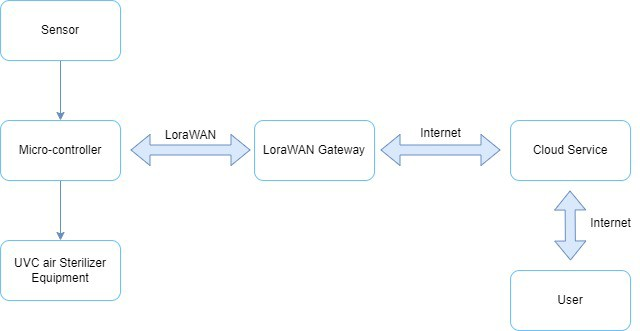 Sensor
LoraWAN
Internet
Micro-controller
LoraWAN Gateway
Cloud Service
Internet
UVC air Sterilizer
Equipment
User